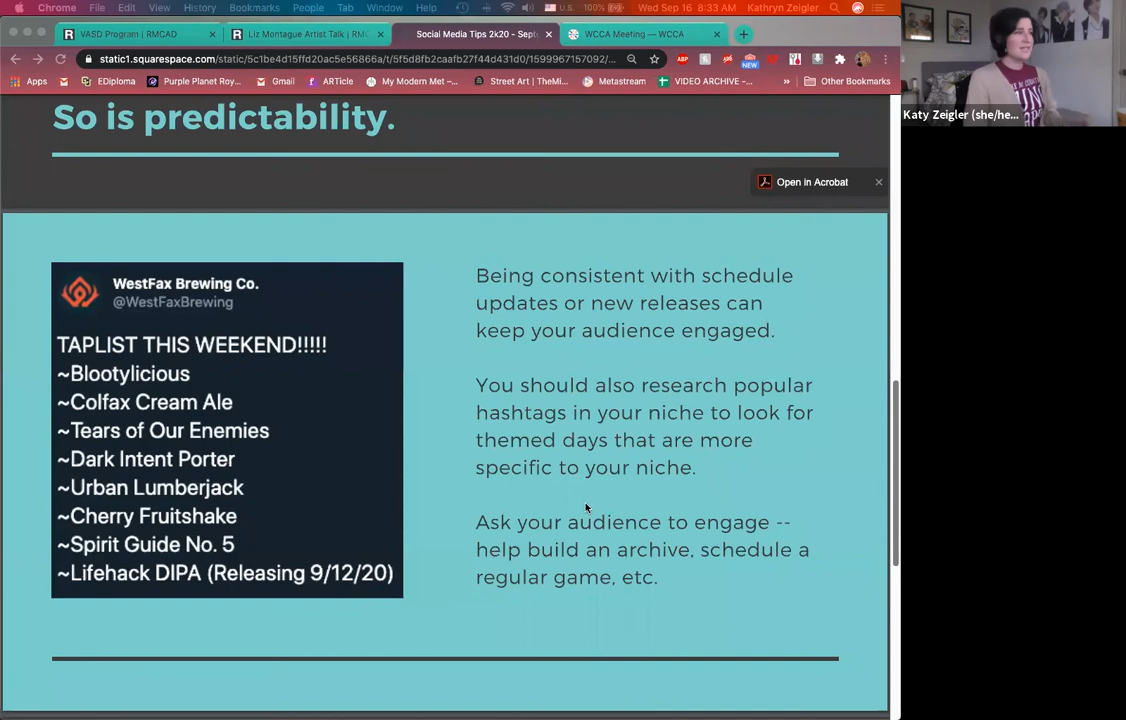 Chrome File Edit View History Bookmarks People Tab Window Help U.S. 100% Wed Sep 16 8:33 AM Kathryn Zeigler
VASD Program | RMCAD
Liz Montague Artist Talk | RM
Social Media Tips 2k20 - Sept
WCCA Meeting — WCCA
static1.squarespace.com/static/5c1be4d15ffd20ac5e56866a/t/5f5d8fb2caafb27f44d431d0/1599967157092/...
NEW
ABP
Apps EDiploma Purple Planet Roy... Gmail ARTicle My Modern Met -... Street Art | TheMi... Metastream VIDEO ARCHIVE -... » Other Bookmarks
Katy Zeigler (she/he...
So is predictability.
Open in Acrobat
WestFax Brewing Co.
@WestFaxBrewing
TAPLIST THIS WEEKEND!!!!!
~Blootylicious
~Colfax Cream Ale
~Tears of Our Enemies
~Dark Intent Porter
~Urban Lumberjack
~Cherry Fruitshake
~Spirit Guide No. 5
~Lifehack DIPA (Releasing 9/12/20)
Being consistent with schedule
updates or new releases can
keep your audience engaged.
You should also research popular
hashtags in your niche to look for
themed days that are more
specific to your niche.
Ask your audience to engage --
help build an archive, schedule a
regular game, etc.